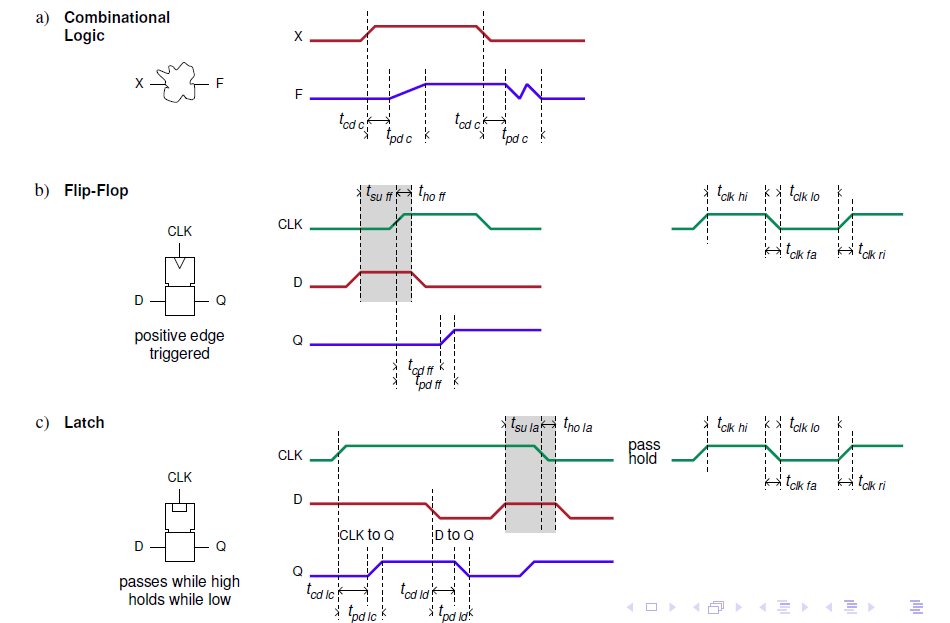 a) Combinational
Logic
X F
X
F
tcd c tcd c
tpd c tpd c
b) Flip-Flop
tsu ff tho ff tclk hi tclk lo
CLK
CLK
tclk fa tclk ri
D
D Q
positive edge
triggered
Q
tcd ff
tpd ff
c) Latch
tsu la tho la tclk hi tclk lo
pass
hold
CLK
CLK
tclk fa tclk ri
D
CLK to Q D to Q
D Q
Q
passes while high
holds while low
tcd lc tcd ld
tpd lc tpd ld